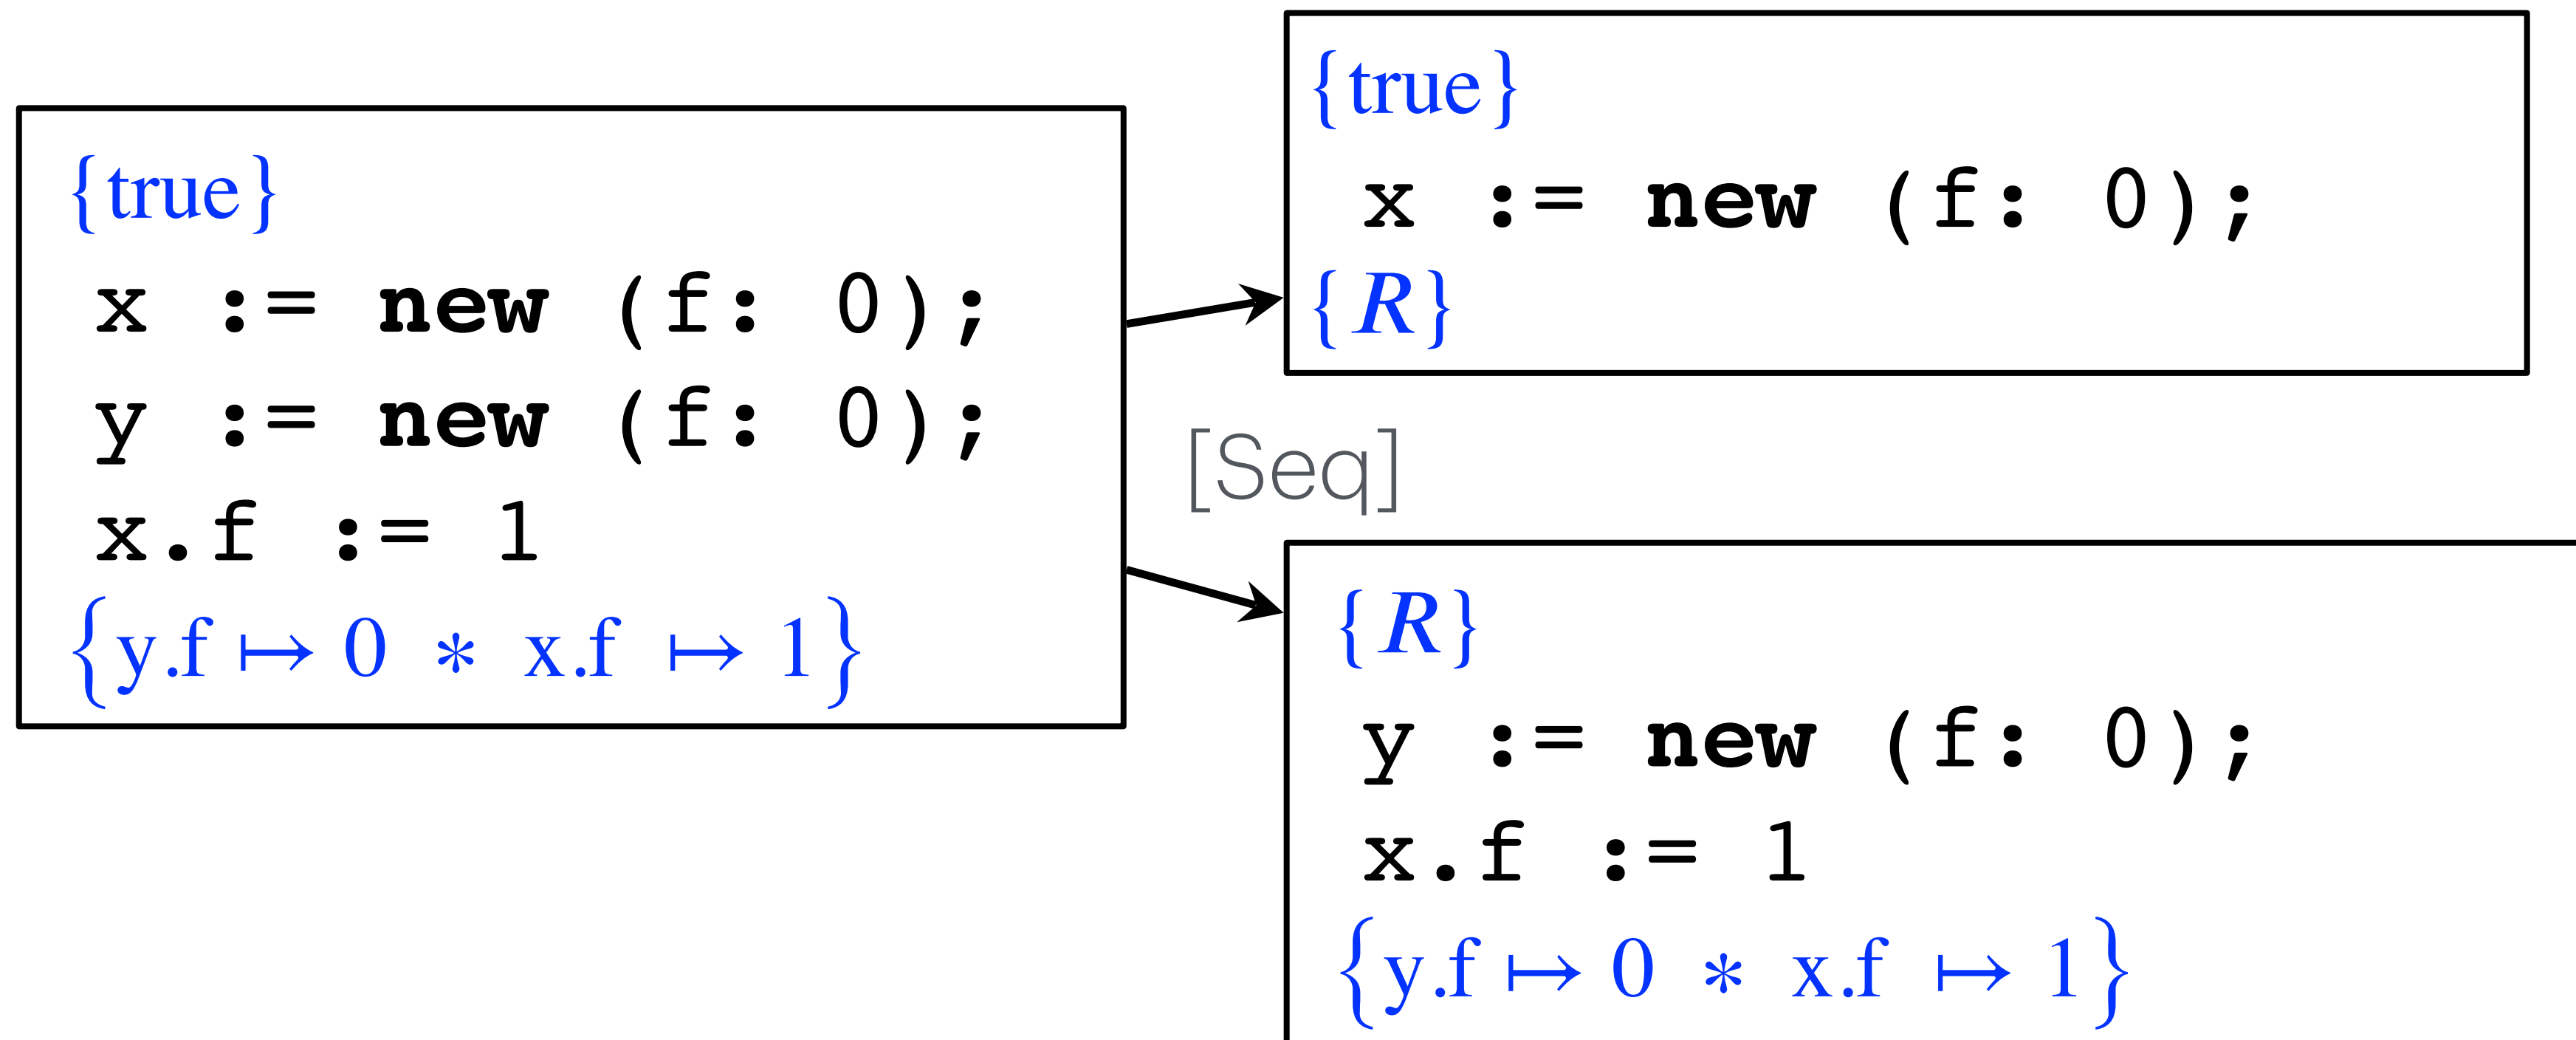 {true}
x := new (f: 0);
y := new (f: 0);
x.f := 1
{y.f ↦ 0 * x.f ↦ 1}
[Seq]
{true}
x := new (f: 0);
{R}
{R}
y := new (f: 0);
x.f := 1
{y.f ↦ 0 * x.f ↦ 1}